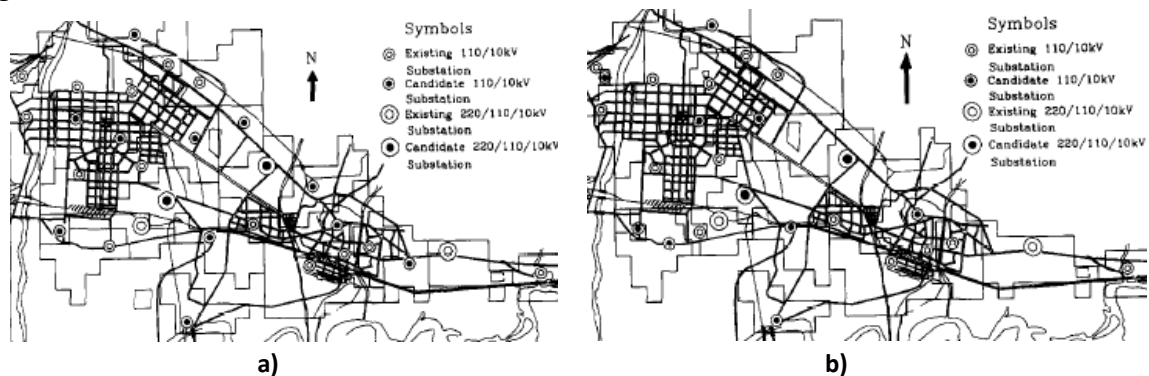 Symbols
N
Existing 110/10kV
Substation
Candidate 110/10kV
Substation
Existing 220/110/10kV
Substation
Candidate 220/110/10kV
Substation
a)
Symbols
N
Existing 110/10kV
Substation
Candidate 110/10kV
Substation
Existing 220/110/10kV
Substation
Candidate 220/110/10kV
Substation
b)